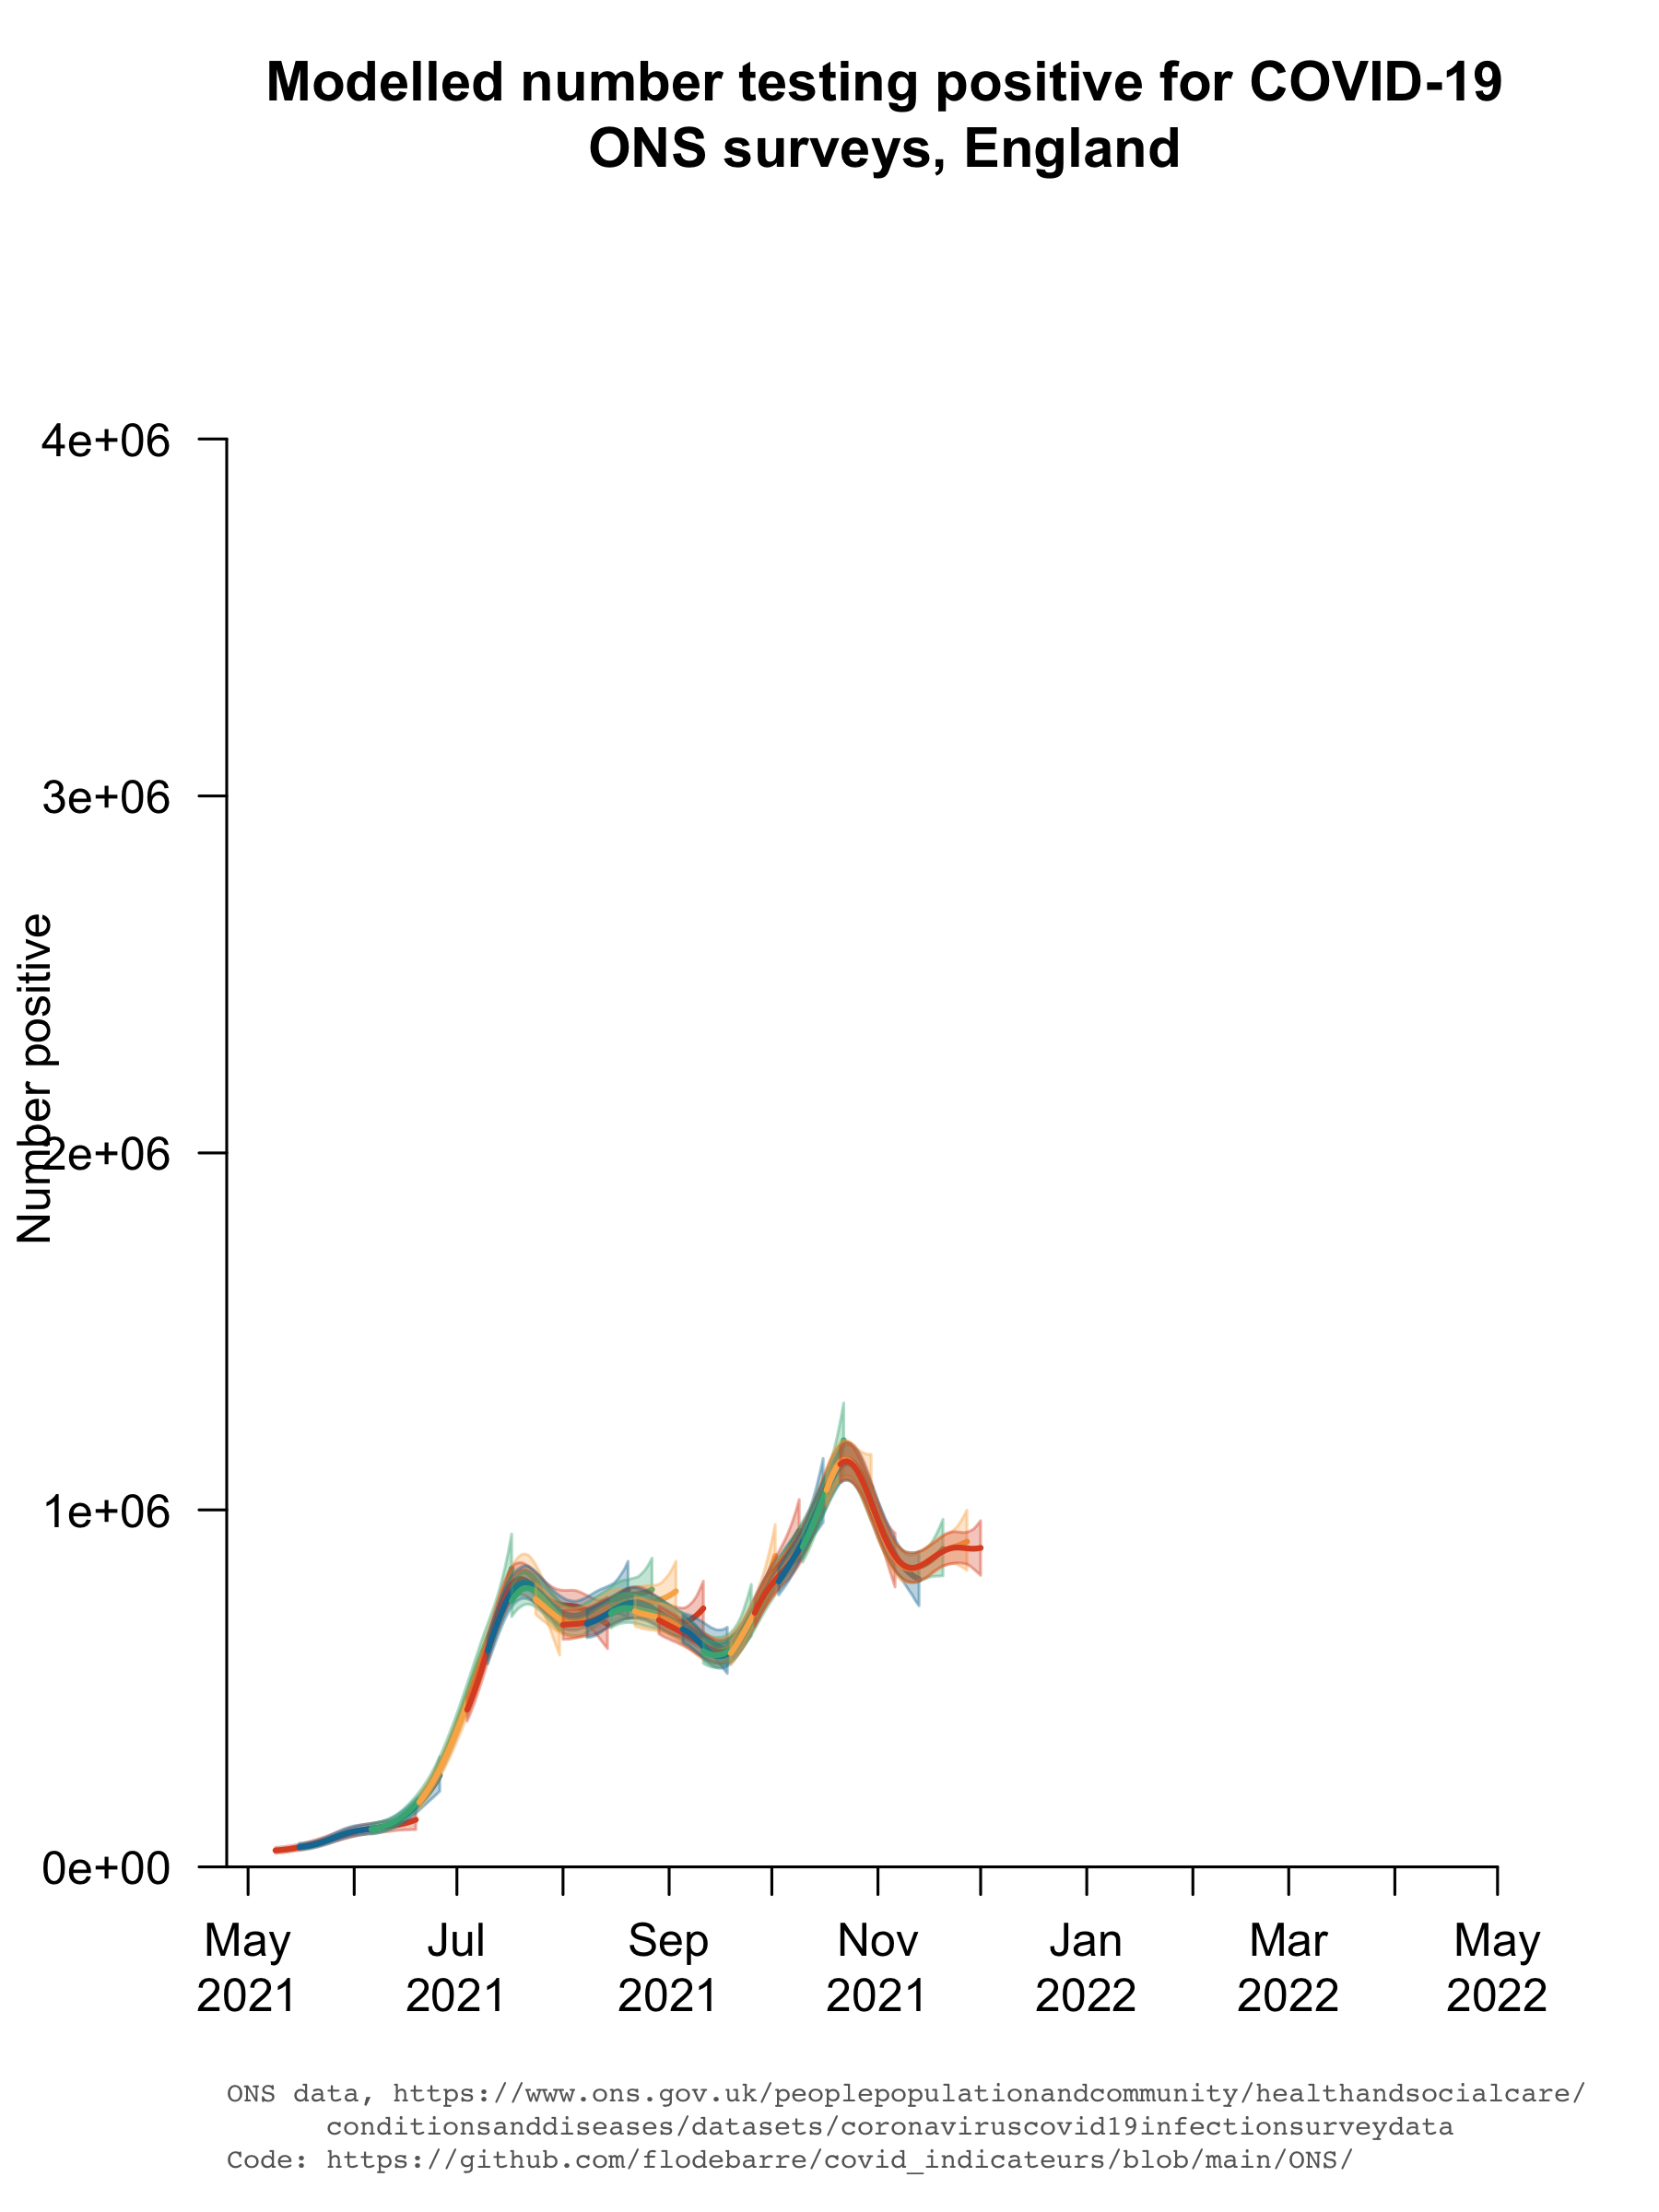 Modelled number testing positive for COVID-19
ONS surveys, England
4e+06
3e+06
2e+06
1e+06
0e+00
Number positive
May Jul Sep Nov Jan Mar May
2021 2021 2021 2021 2022 2022 2022
ONS data, https://www.ons.gov.uk/peoplepopulationandcommunity/healthandsocialcare/
conditionsanddiseases/datasets/coronaviruscovid19infectionsurveydata
Code: https://github.com/flodebarre/covid_indicateurs/blob/main/ONS/